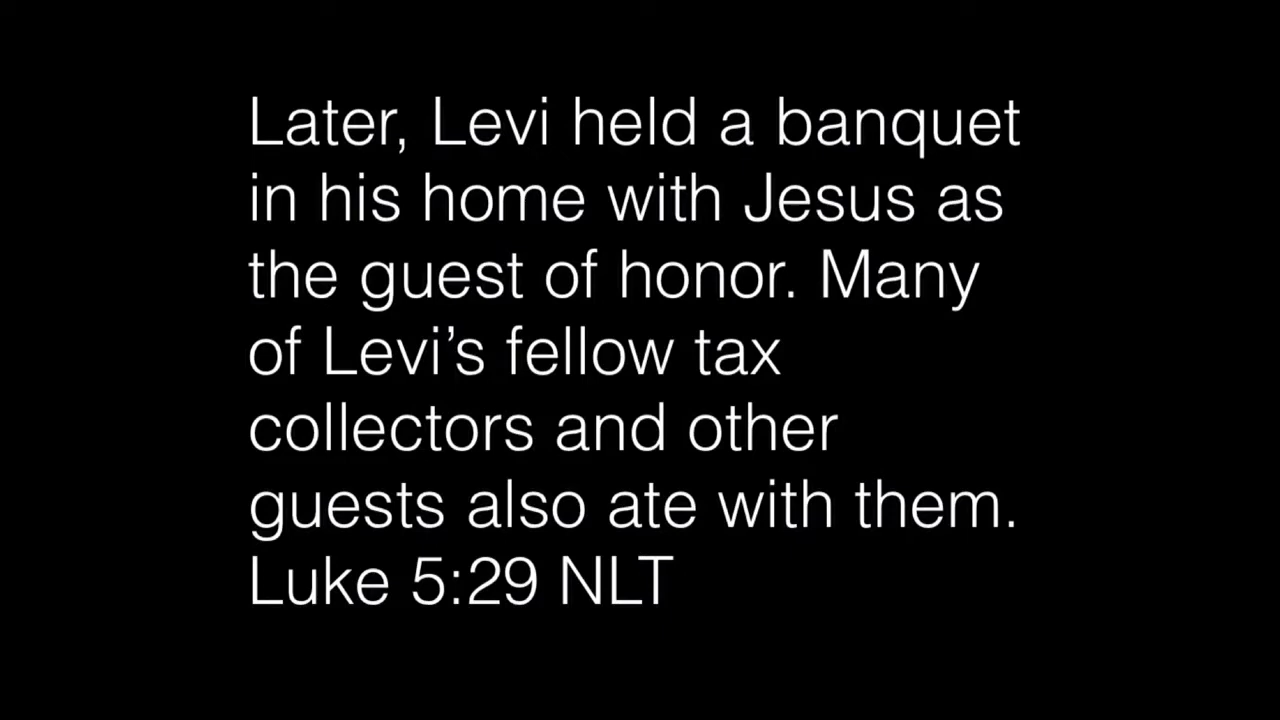 Later, Levi held a banquet
in his home with Jesus as
the guest of honor. Many
of Levi’s fellow tax
collectors and other
guests also ate with them.
Luke 5:29 NLT